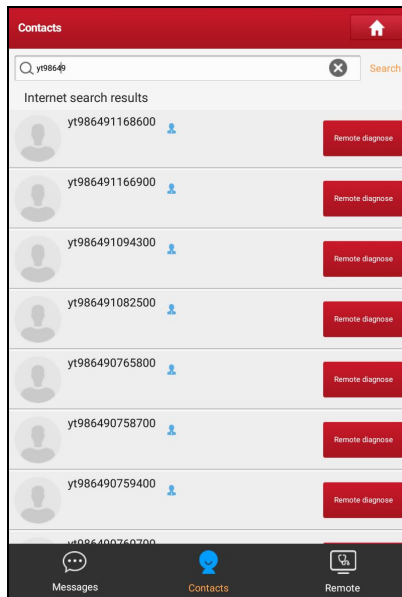 Contacts
yt98649
Search
Internet search results
yt986491168600
Remote diagnose
yt986491166900
Remote diagnose
yt986491094300
Remote diagnose
yt986491082500
Remote diagnose
yt986490765800
Remote diagnose
yt986490758700
Remote diagnose
yt986490759400
Remote diagnose
yt986490760700
Messages
Contacts
Remote